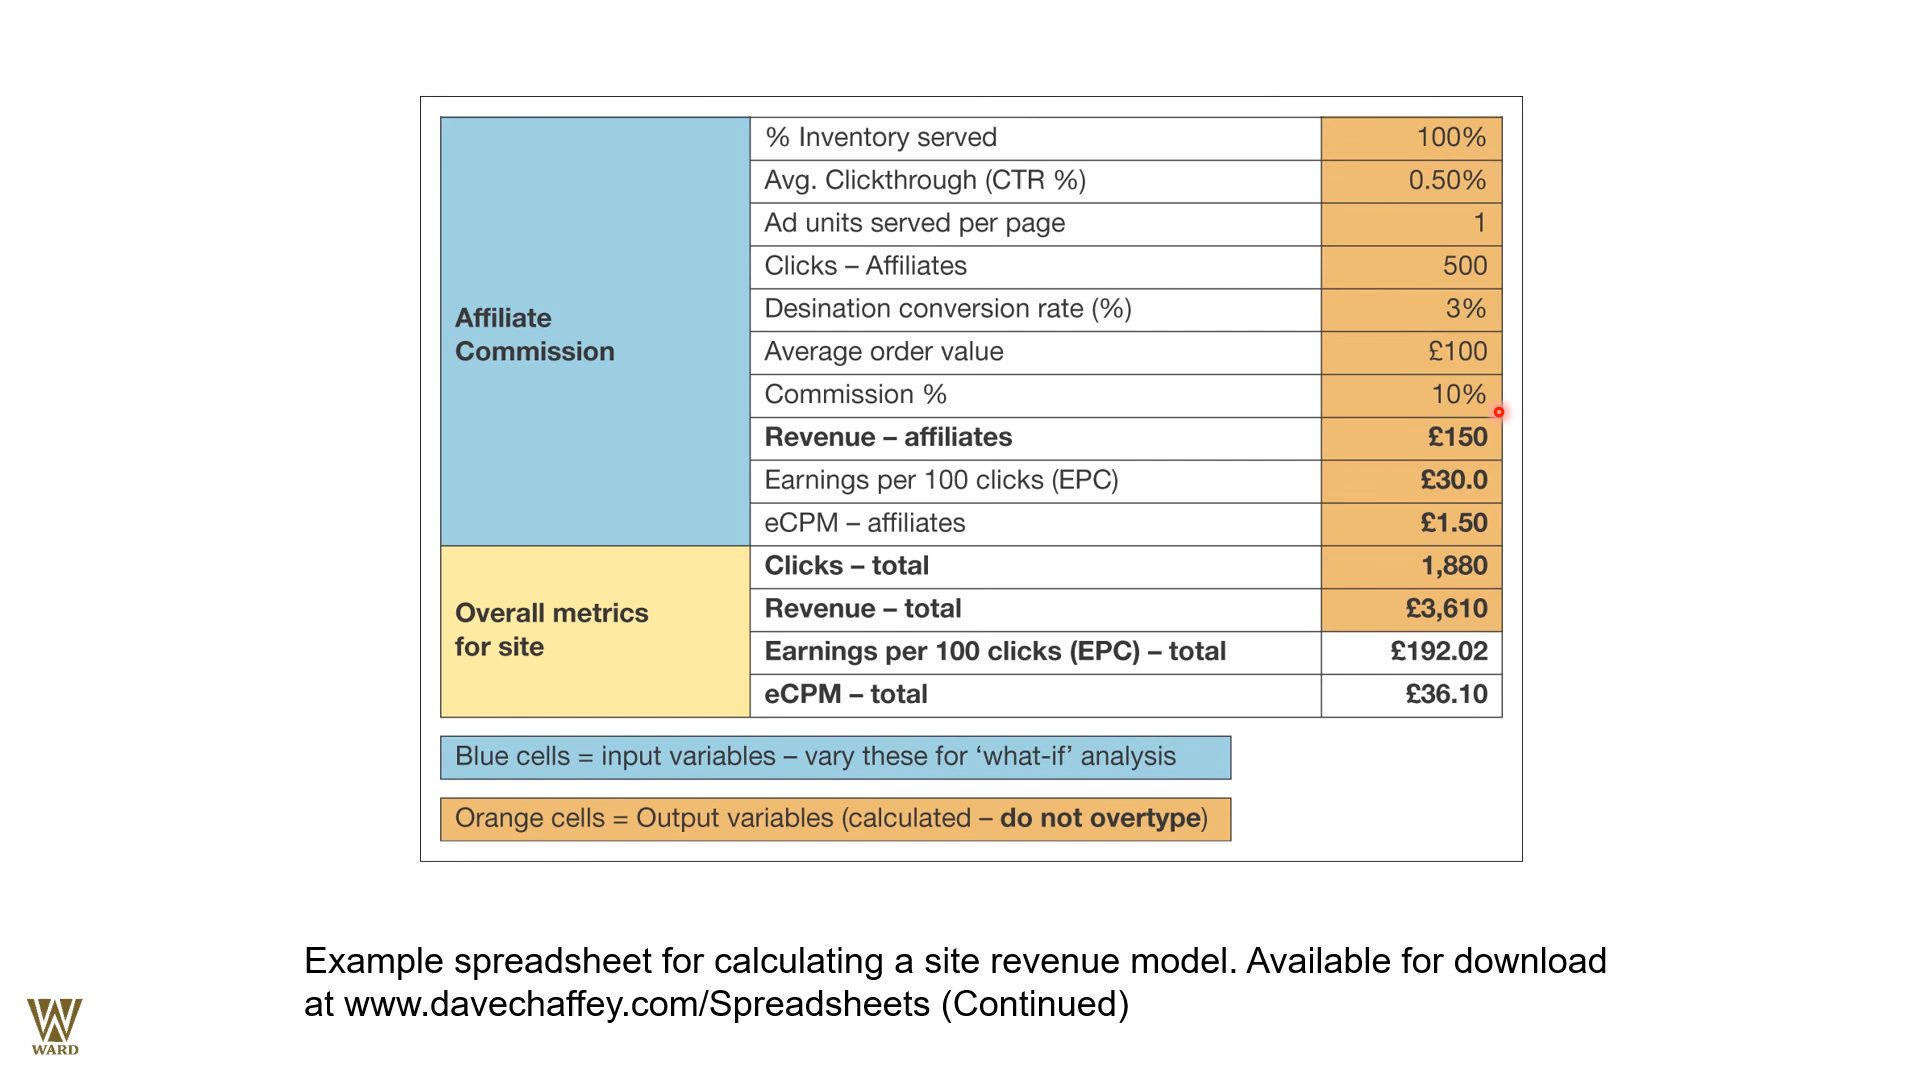 % Inventory served 100%
Avg. Clickthrough (CTR %) 0.50%
Ad units served per page 1
Clicks – Affiliates 500
Desination conversion rate (%) 3%
Affiliate
Commission
Average order value £100
Commission % 10%
Revenue – affiliates £150
Earnings per 100 clicks (EPC) £30.0
eCPM – affiliates £1.50
Clicks – total 1,880
Overall metrics
for site
Revenue – total £3,610
Earnings per 100 clicks (EPC) – total £192.02
eCPM – total £36.10
Blue cells = input variables – vary these for ‘what-if’ analysis
Orange cells = Output variables (calculated – do not overtype)
Example spreadsheet for calculating a site revenue model. Available for download
at www.davechaffey.com/Spreadsheets (Continued)
WARD